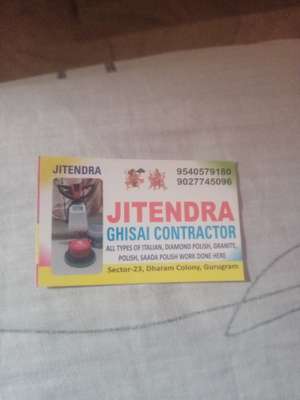 JITENDRA
9540579180
9027745096
JITENDRA
GHISAI CONTRACTOR
ALL TYPES OF ITALIAN, DIAMOND POLISH, GRANITE,
POLISH, SAADA POLISH WORK DONE HERE
Sector-23, Dharam Colony, Gurugram